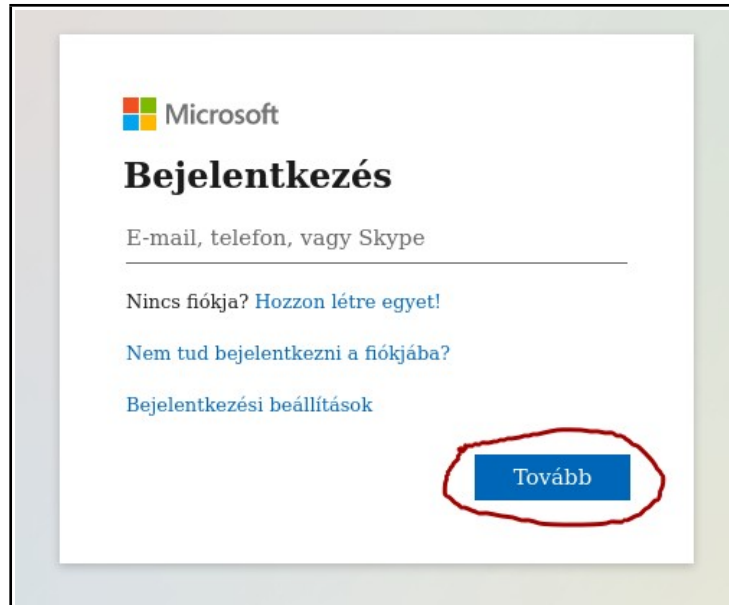 Microsoft
Bejelentkezés
E-mail, telefon, vagy Skype
Nincs fiókja? Hozzon létre egyet!
Nem tud bejelentkezni a fiókjába?
Bejelentkezési beállítások
Tovább